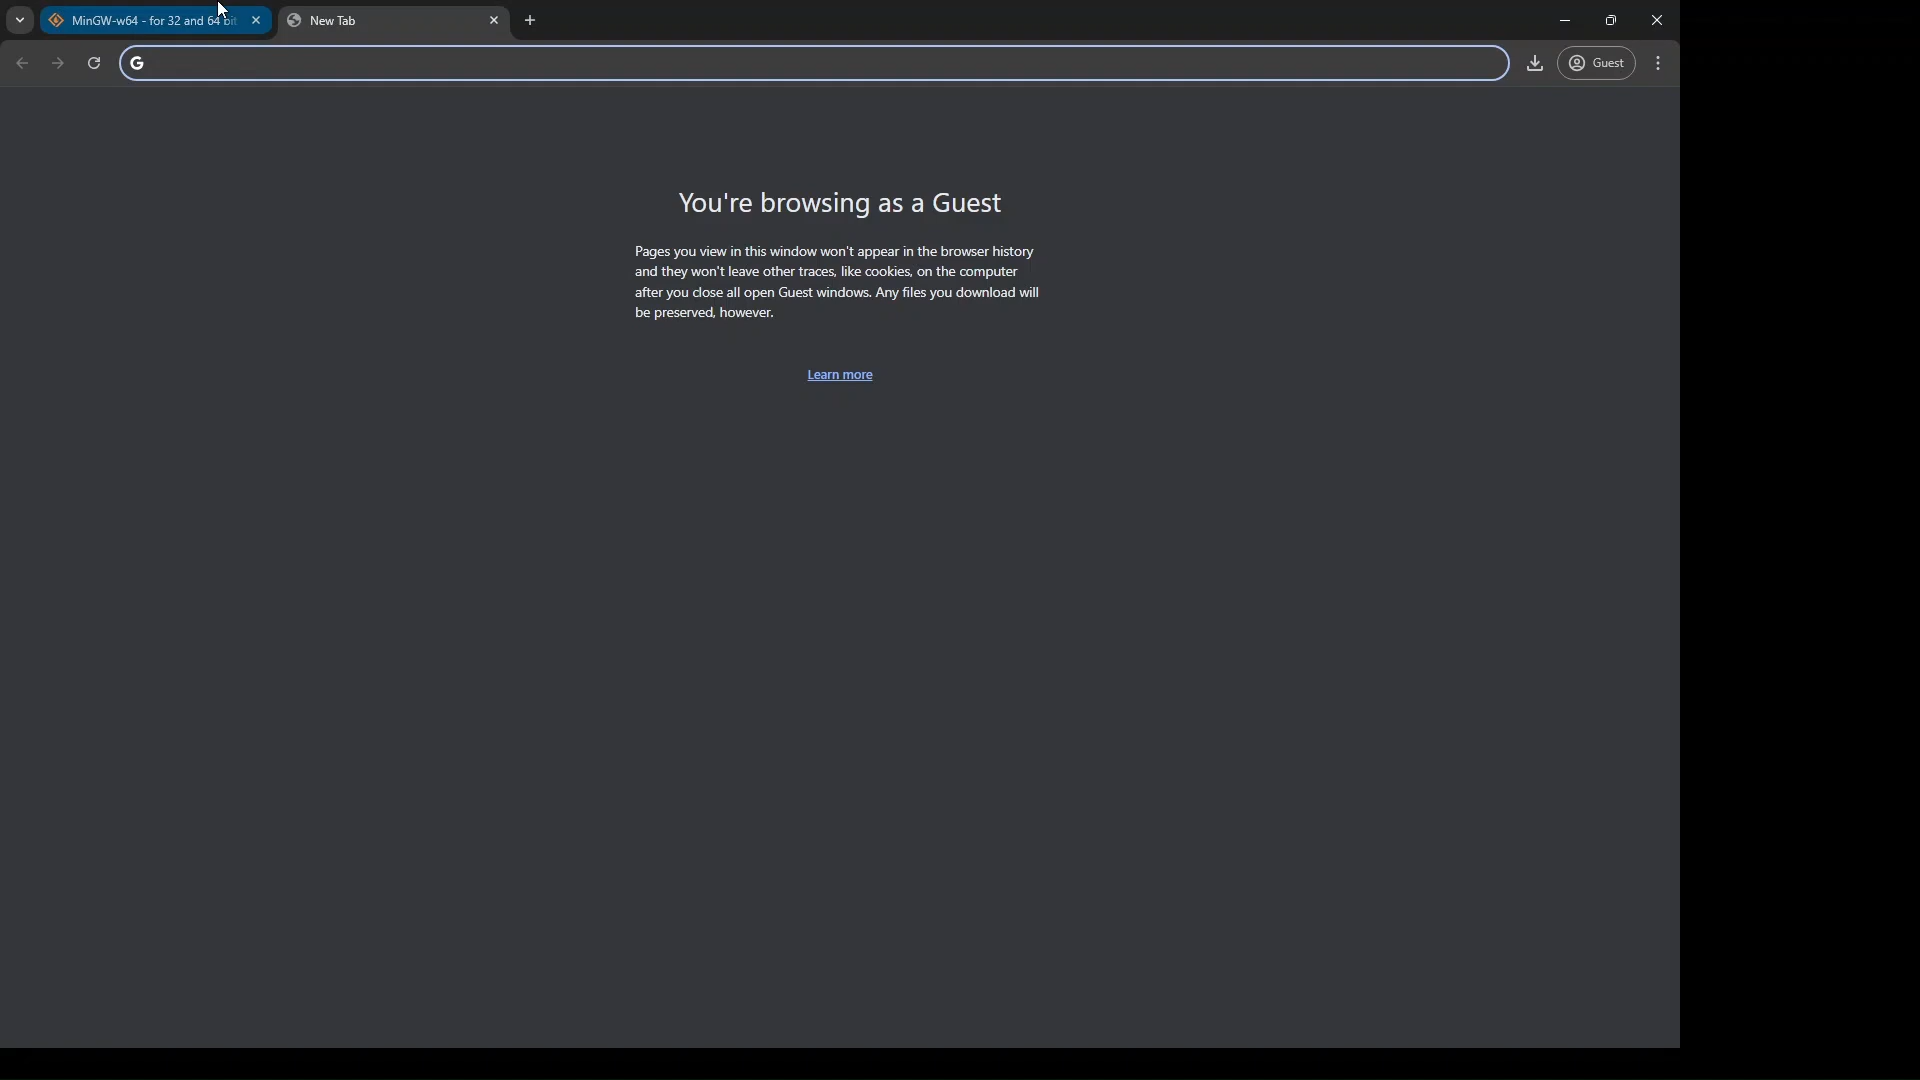 MinGW-w64 - for 32 and 64 bit
New Tab
Guest
You're browsing as a Guest
Pages you view in this window won't appear in the browser history
and they won't leave other traces, like cookies, on the computer
after you close all open Guest windows. Any files you download will
be preserved, however.
Learn more